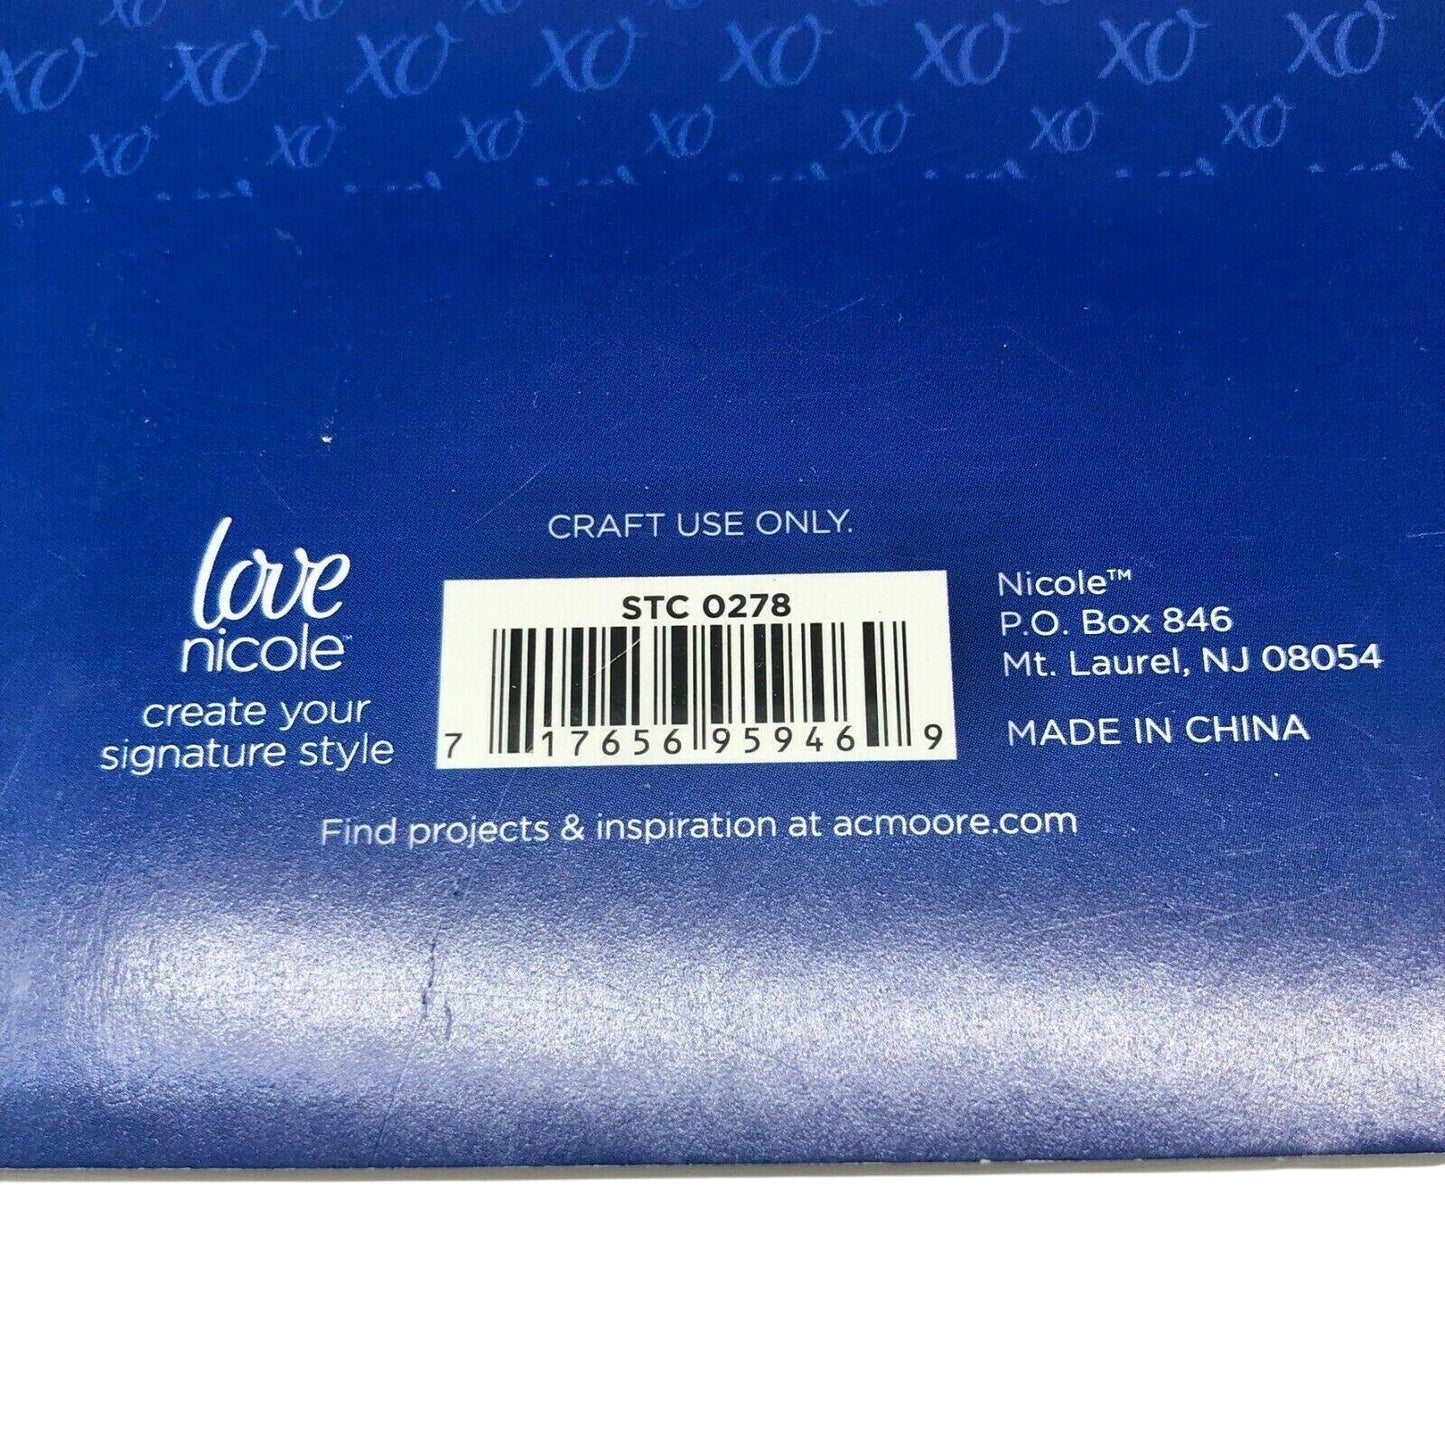 XO XO XO XO XO XO XO XO
XO XO XO XO XO XO XO
CRAFT USE ONLY.
love
nicole™
create your
signature style
STC 0278
7 17656 95946 9
Nicole™
P.O. Box 846
Mt. Laurel, NJ 08054
MADE IN CHINA
Find projects & inspiration at acmoore.com